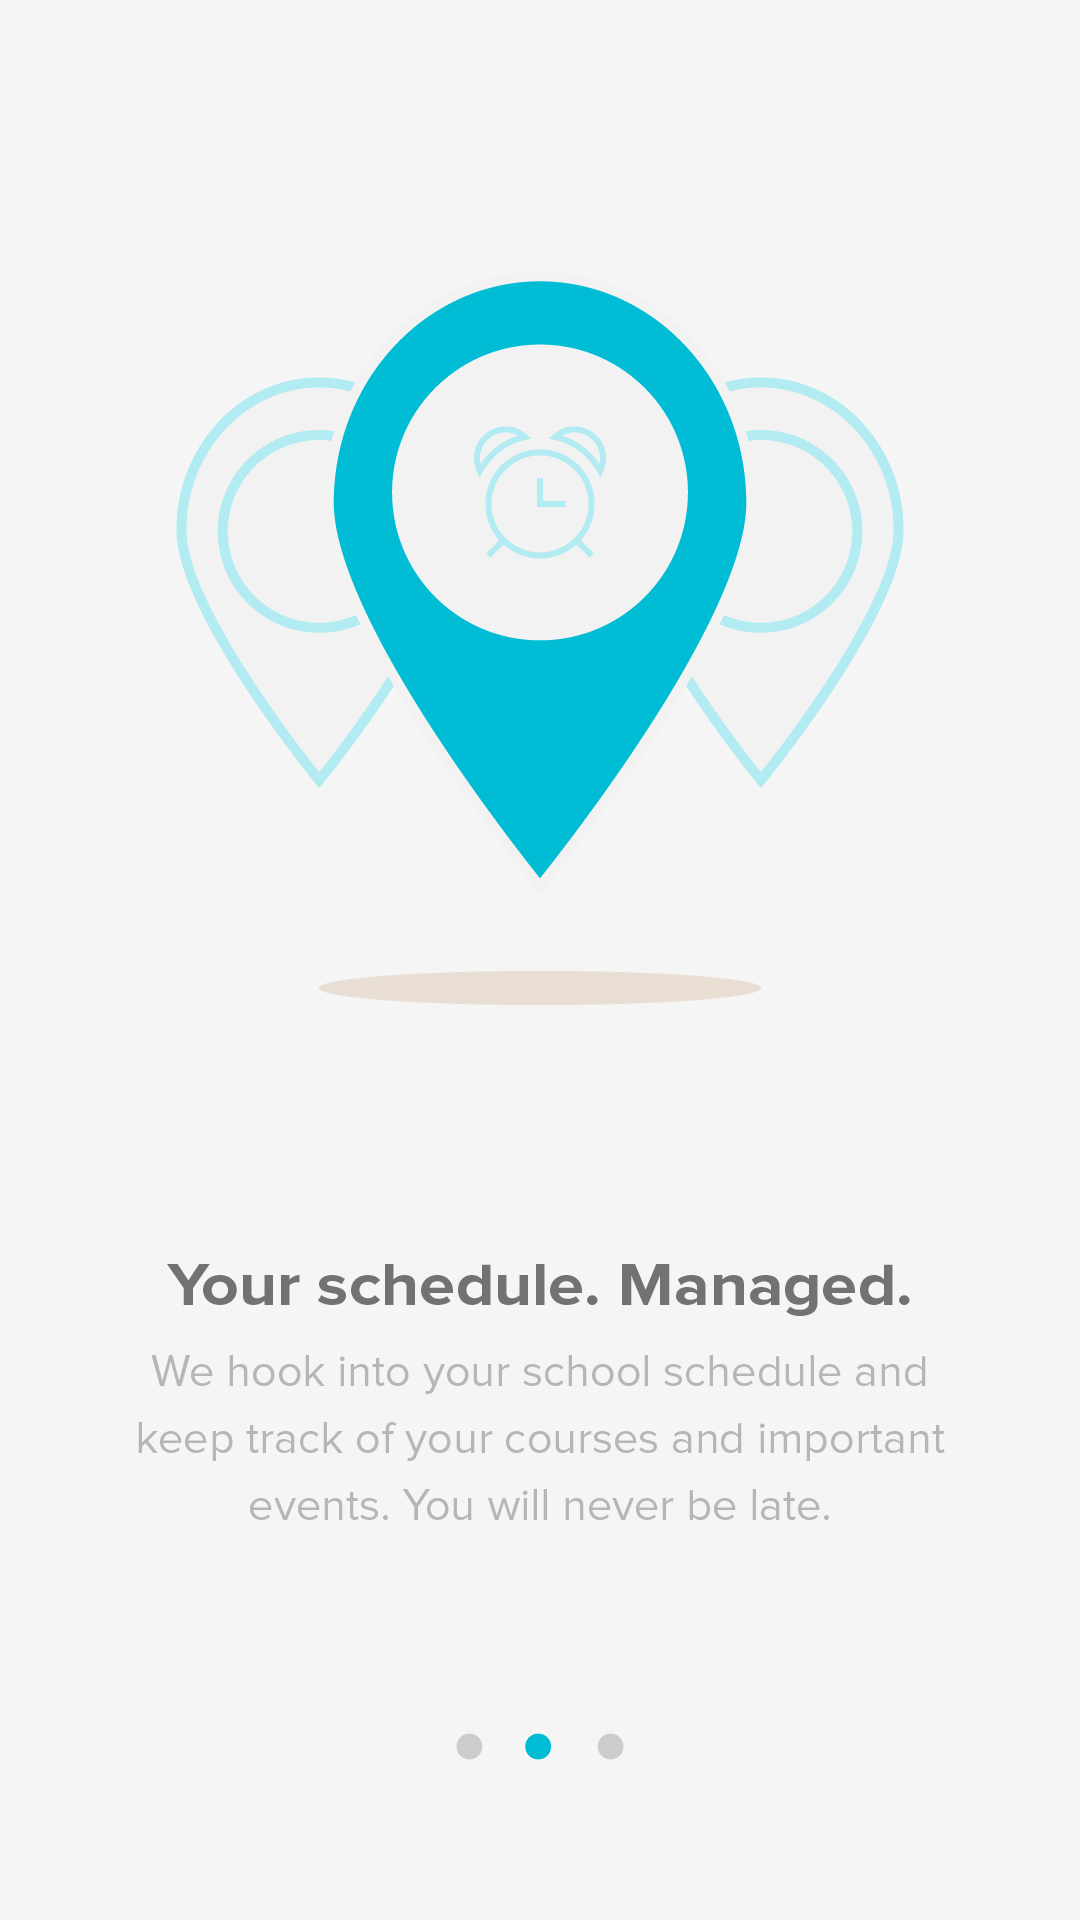 Your schedule. Managed.
We hook into your school schedule and
keep track of your courses and important
events. You will never be late.